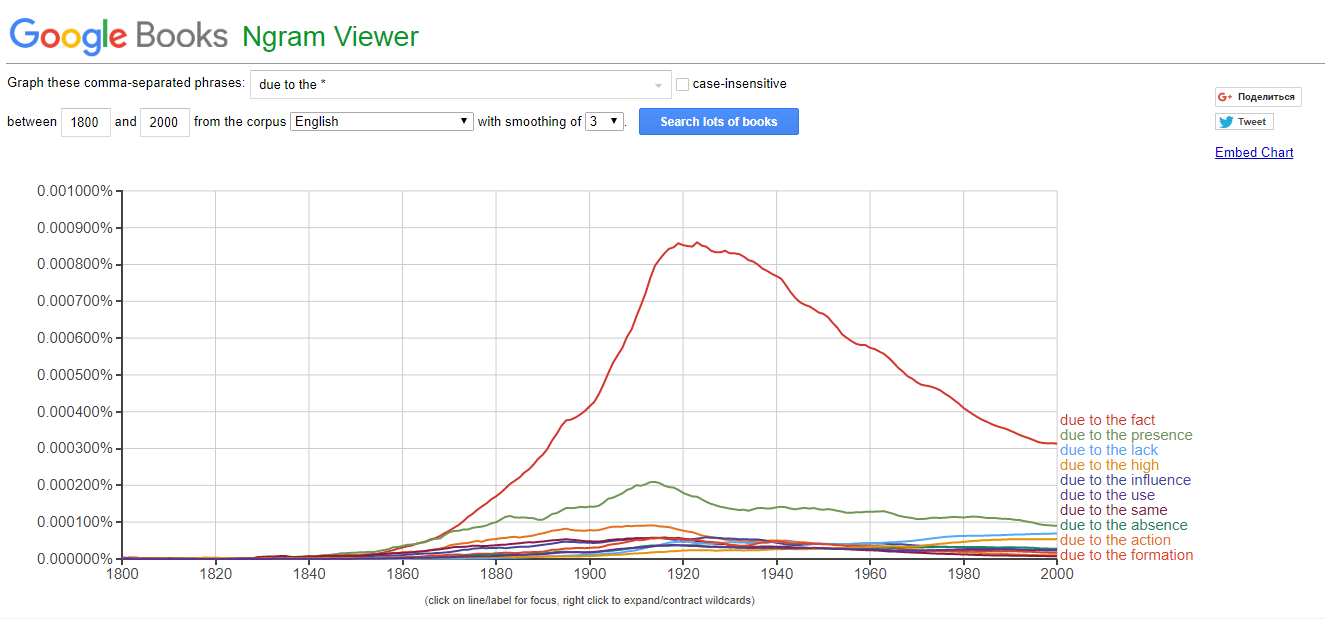 Google Books Ngram Viewer
Graph these comma-separated phrases: due to the * case-insensitive
between 1800 and 2000 from the corpus English with smoothing of 3 . Search lots of books
G+ Поделиться
Tweet
Embed Chart
0.001000%
0.000900%
0.000800%
0.000700%
0.000600%
0.000500%
0.000400%
0.000300%
0.000200%
0.000100%
0.000000%
1800 1820 1840 1860 1880 1900 1920 1940 1960 1980 2000
due to the fact
due to the presence
due to the lack
due to the high
due to the influence
due to the use
due to the same
due to the absence
due to the action
due to the formation
(click on line/label for focus, right click to expand/contract wildcards)